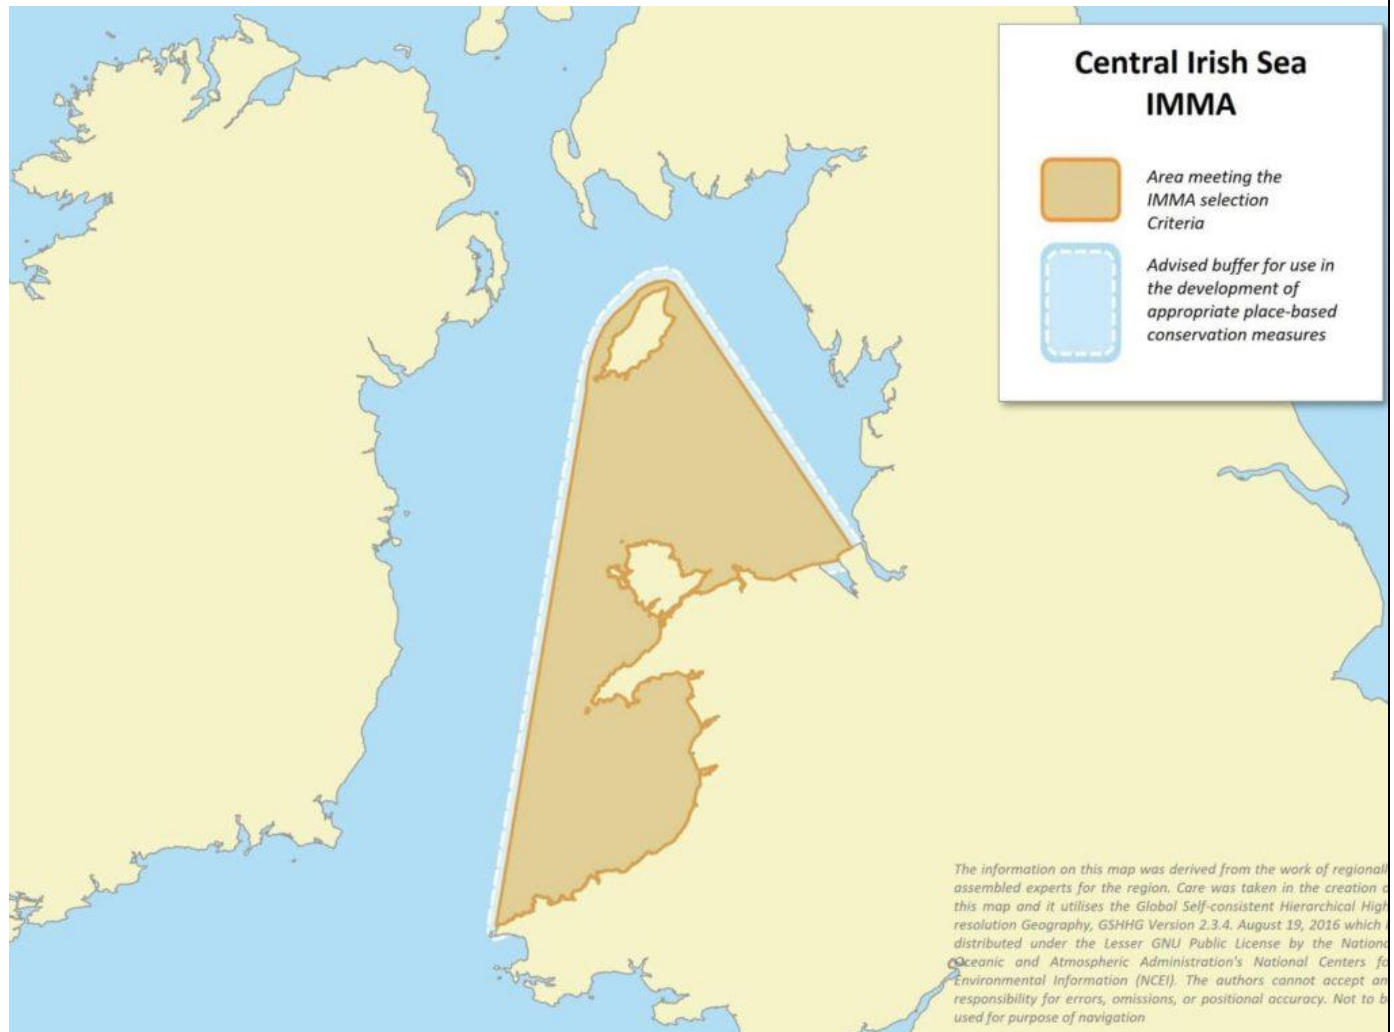 Central Irish Sea
IMMA
Area meeting the
IMMA selection
Criteria
Advised buffer for use in
the development of
appropriate place-based
conservation measures
The information on this map was derived from the work of regionall
assembled experts for the region. Care was taken in the creation o
this map and it utilises the Global Self-consistent Hierarchical High
resolution Geography, GSHHG Version 2.3.4. August 19, 2016 which i
distributed under the Lesser GNU Public License by the Nationa
Oceanic and Atmospheric Administration's National Centers fo
Environmental Information (NCEI). The authors cannot accept an
responsibility for errors, omissions, or positional accuracy. Not to b
used for purpose of navigation